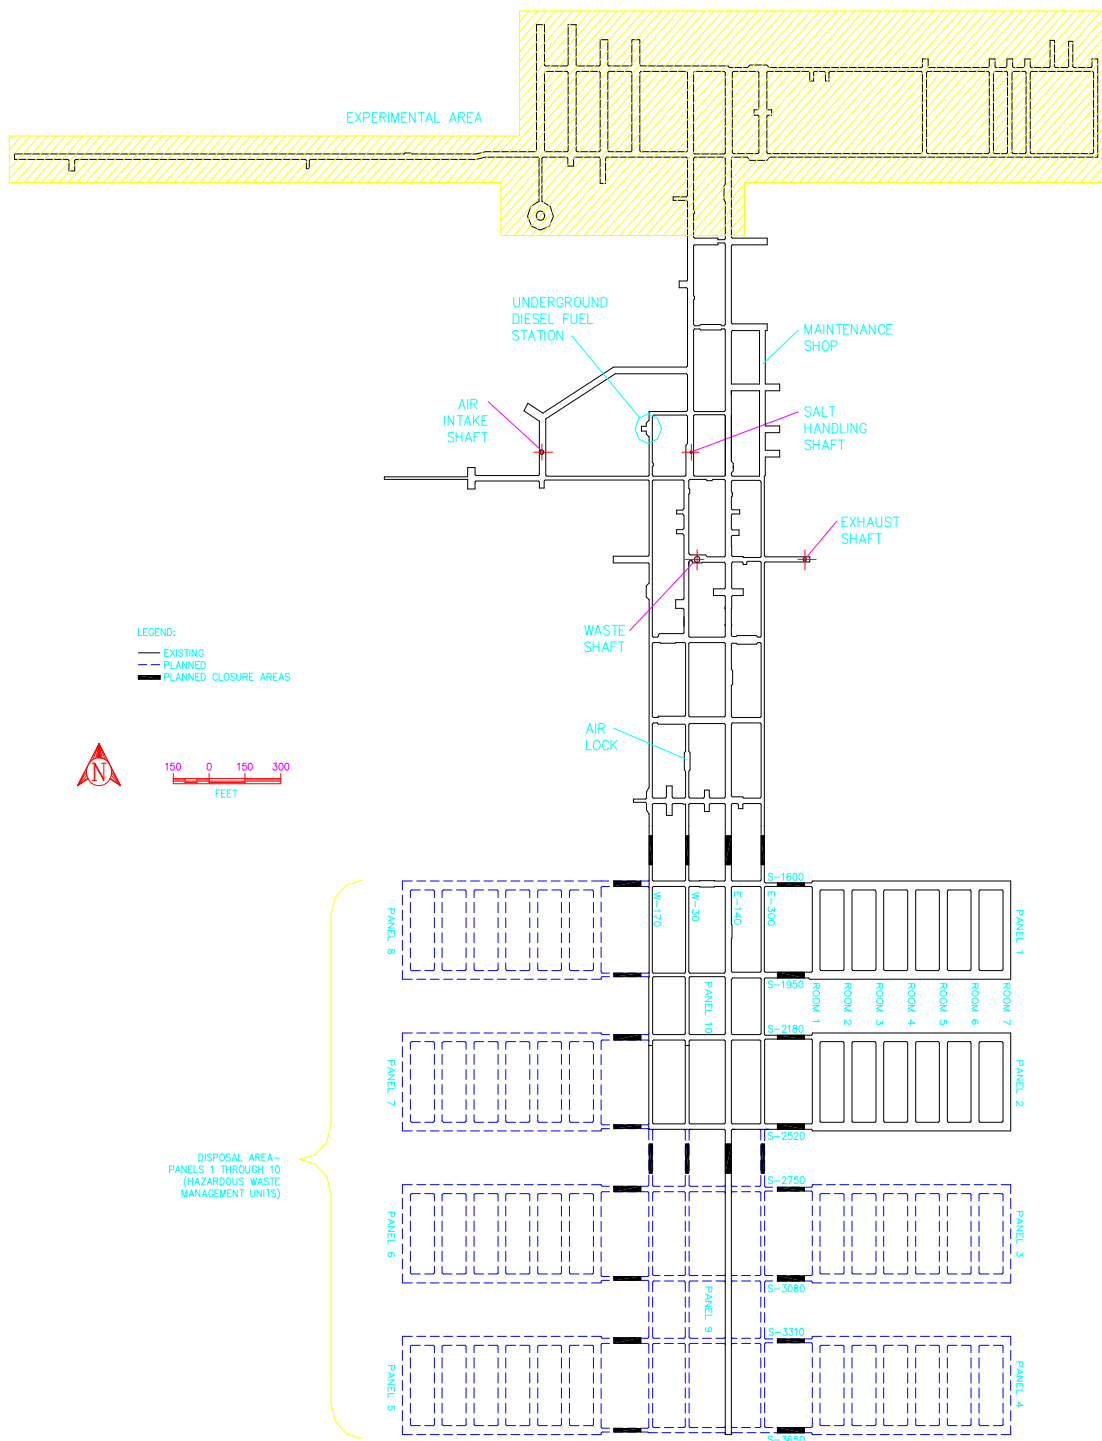 EXPERIMENTAL AREA
UNDERGROUND
DIESEL FUEL
STATION
MAINTENANCE
SHOP
AIR
INTAKE
SHAFT
SALT
HANDLING
SHAFT
EXHAUST
SHAFT
WASTE
SHAFT
LEGEND:
EXISTING
PLANNED
PLANNED CLOSURE AREAS
AIR
LOCK
N
150 0 150 300
FEET
S-1600
W-170
W-30
E-140
E-300
PANEL 8
PANEL 1
S-1950
PANEL 10
ROOM 1
ROOM 2
ROOM 3
ROOM 4
ROOM 5
ROOM 6
ROOM 7
S-2180
PANEL 7
PANEL 2
S-2520
DISPOSAL AREA-
PANELS 1 THROUGH 10
(HAZARDOUS WASTE
MANAGEMENT UNITS)
S-2750
PANEL 6
PANEL 3
S-3080
PANEL 9
S-3310
PANEL 5
PANEL 4
S-3650